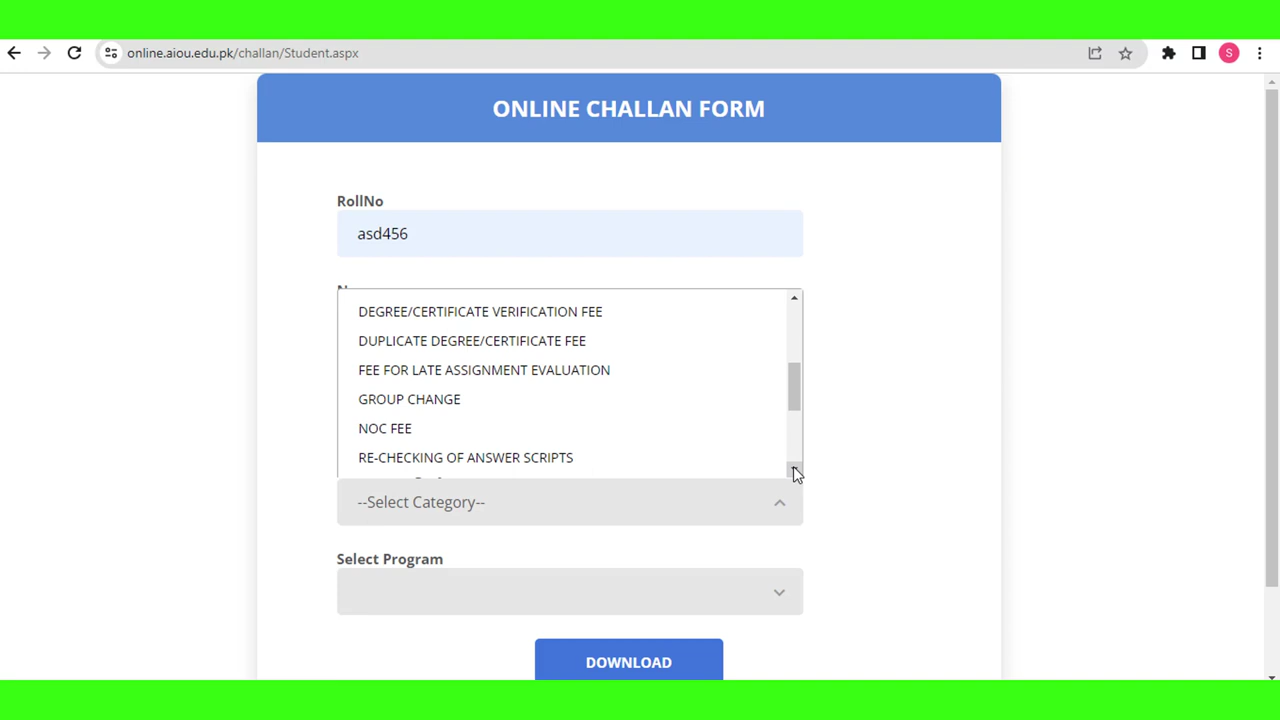 online.aiou.edu.pk/challan/Student.aspx
S
ONLINE CHALLAN FORM
RollNo
asd456
DEGREE/CERTIFICATE VERIFICATION FEE
DUPLICATE DEGREE/CERTIFICATE FEE
FEE FOR LATE ASSIGNMENT EVALUATION
GROUP CHANGE
NOC FEE
RE-CHECKING OF ANSWER SCRIPTS
--Select Category--
Select Program
DOWNLOAD